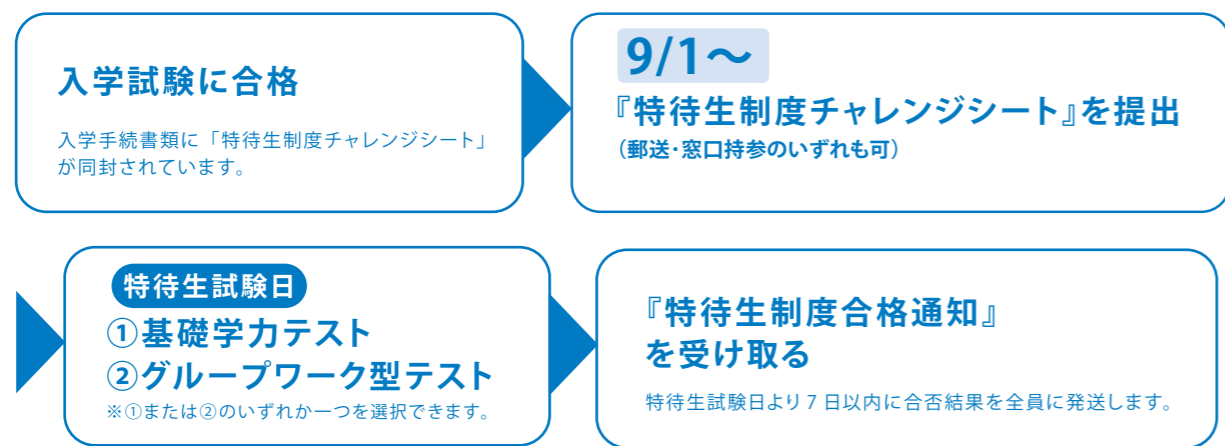 入学試験に合格
入学手続書類に「特待生制度チャレンジシート」
が同封されています。
9/1～
『特待生制度チャレンジシート』を提出
（郵送・窓口持参のいずれも可）
特待生試験日
①基礎学力テスト
②グループワーク型テスト
※①または②のいずれか一つを選択できます。
『特待生制度合格通知』
を受け取る
特待生試験日より7日以内に合否結果を全員に発送します。